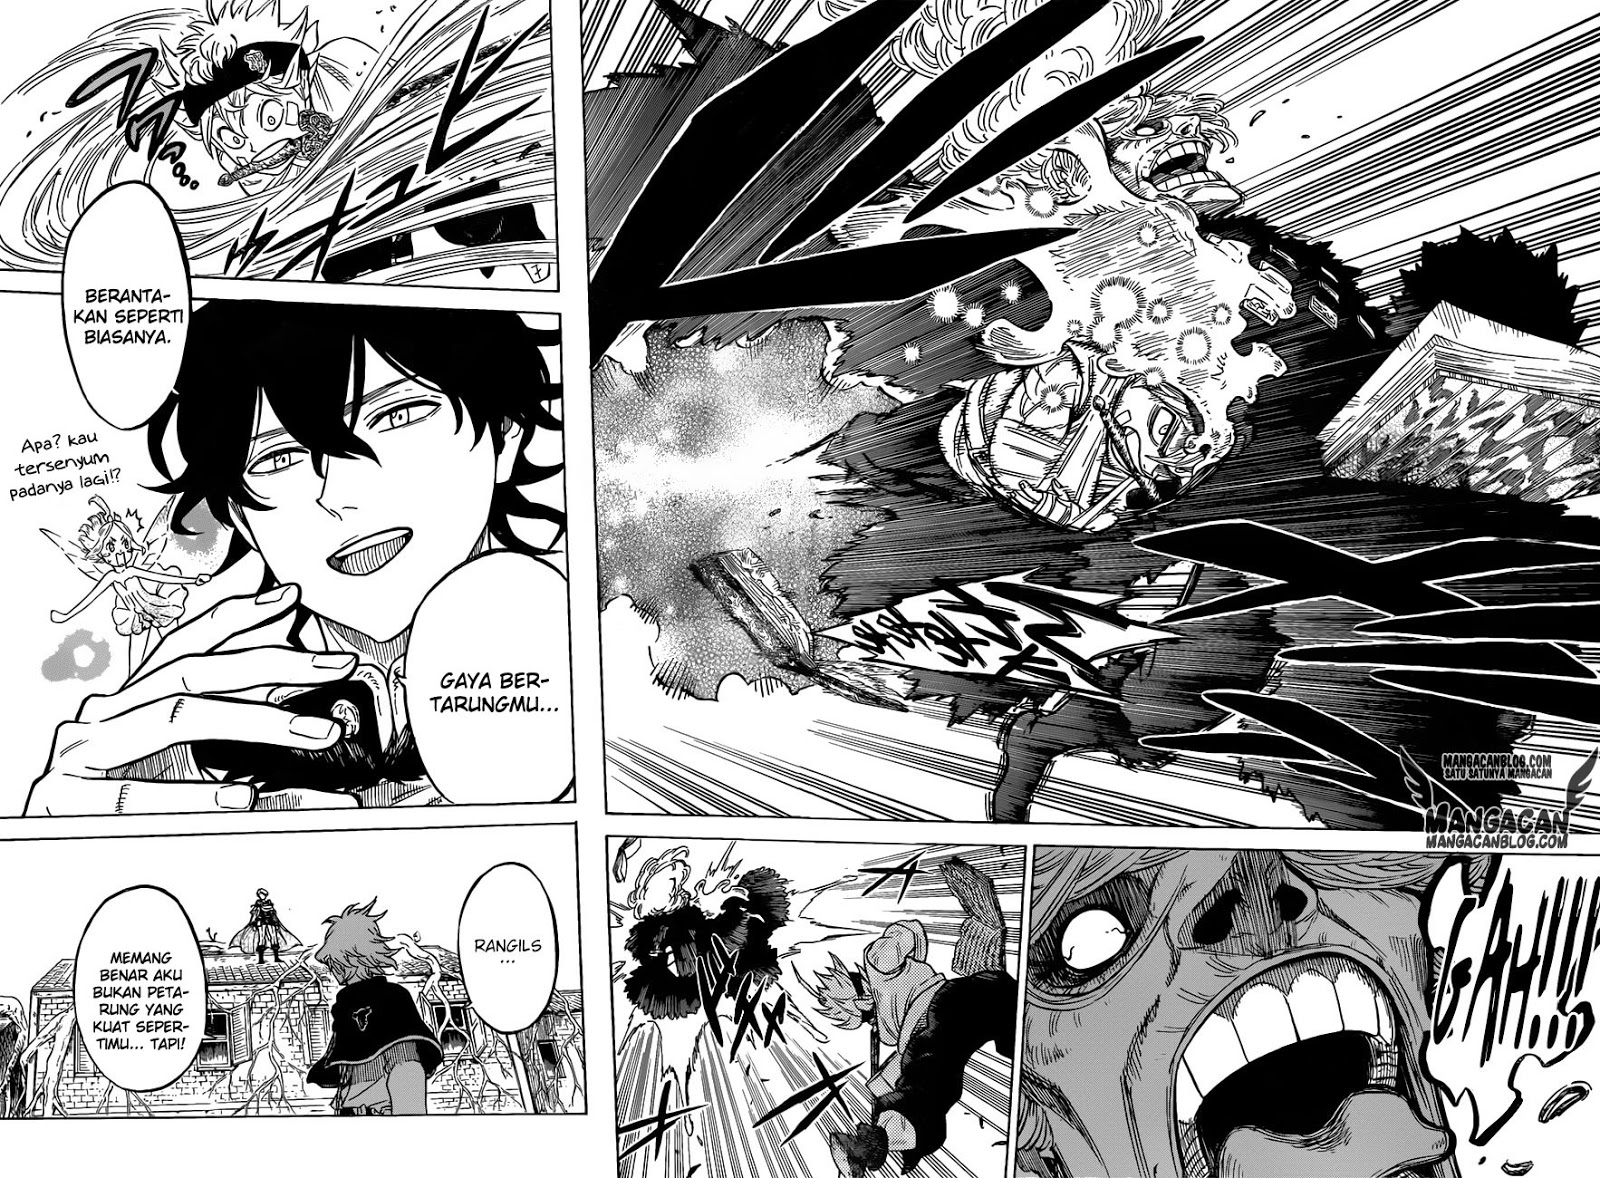 GAH!!!!
BERANTA-
KAN SEPERTI
BIASANYA.
Apa? kau
tersenyum
padanya lagi!?
GAYA BER-
TARUNGMU...
RANGILS
...
MEMANG
BENAR AKU
BUKAN PETA-
RUNG YANG
KUAT SEPER-
TIMU... TAPI!
MANGACANBLOG.COM
SATU SATUNYA MANGACAN
MANGACAN
MANGACANBLOG.COM